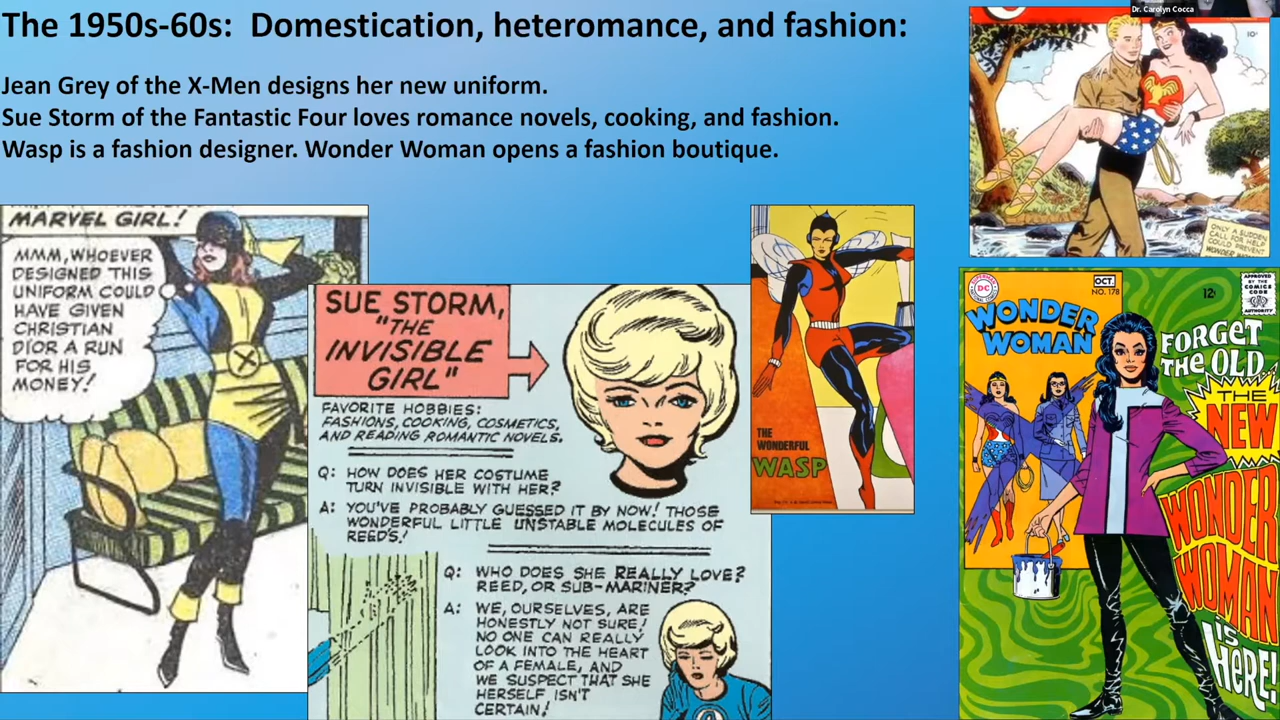 The 1950s-60s: Domestication, heteromance, and fashion:
Jean Grey of the X-Men designs her new uniform.
Sue Storm of the Fantastic Four loves romance novels, cooking, and fashion.
Wasp is a fashion designer. Wonder Woman opens a fashion boutique.
Dr. Carolyn Cocca
10¢
ONLY A SUDDEN
CALL FOR HELP
COULD PREVENT
WONDER
MARVEL GIRL!
MMM, WHOEVER
DESIGNED THIS
UNIFORM COULD
HAVE GIVEN
CHRISTIAN
DIOR A RUN
FOR HIS
MONEY!
X
SUE STORM,
"THE
INVISIBLE
GIRL"
FAVORITE HOBBIES:
FASHIONS, COOKING, COSMETICS,
AND READING ROMANTIC NOVELS.
Q: HOW DOES HER COSTUME
TURN INVISIBLE WITH HER?
A: YOU'VE PROBABLY GUESSED IT BY NOW! THOSE
WONDERFUL LITTLE UNSTABLE MOLECULES OF
REED'S!
Q: WHO DOES SHE REALLY LOVE?
REED, OR SUB-MARINER?
A: WE, OURSELVES, ARE
HONESTLY NOT SURE!
NO ONE CAN REALLY
LOOK INTO THE HEART
OF A FEMALE, AND
WE SUSPECT THAT SHE
HERSELF ISN'T
CERTAIN!
THE
WONDERFUL
WASP
DC
OCT.
NO. 178
12¢
APPROVED
BY THE
COMICS
CODE
AUTHORITY
WONDER
WOMAN
FORGET
THE OLD...
THE
NEW
WONDER
WOMAN
IS
HERE!